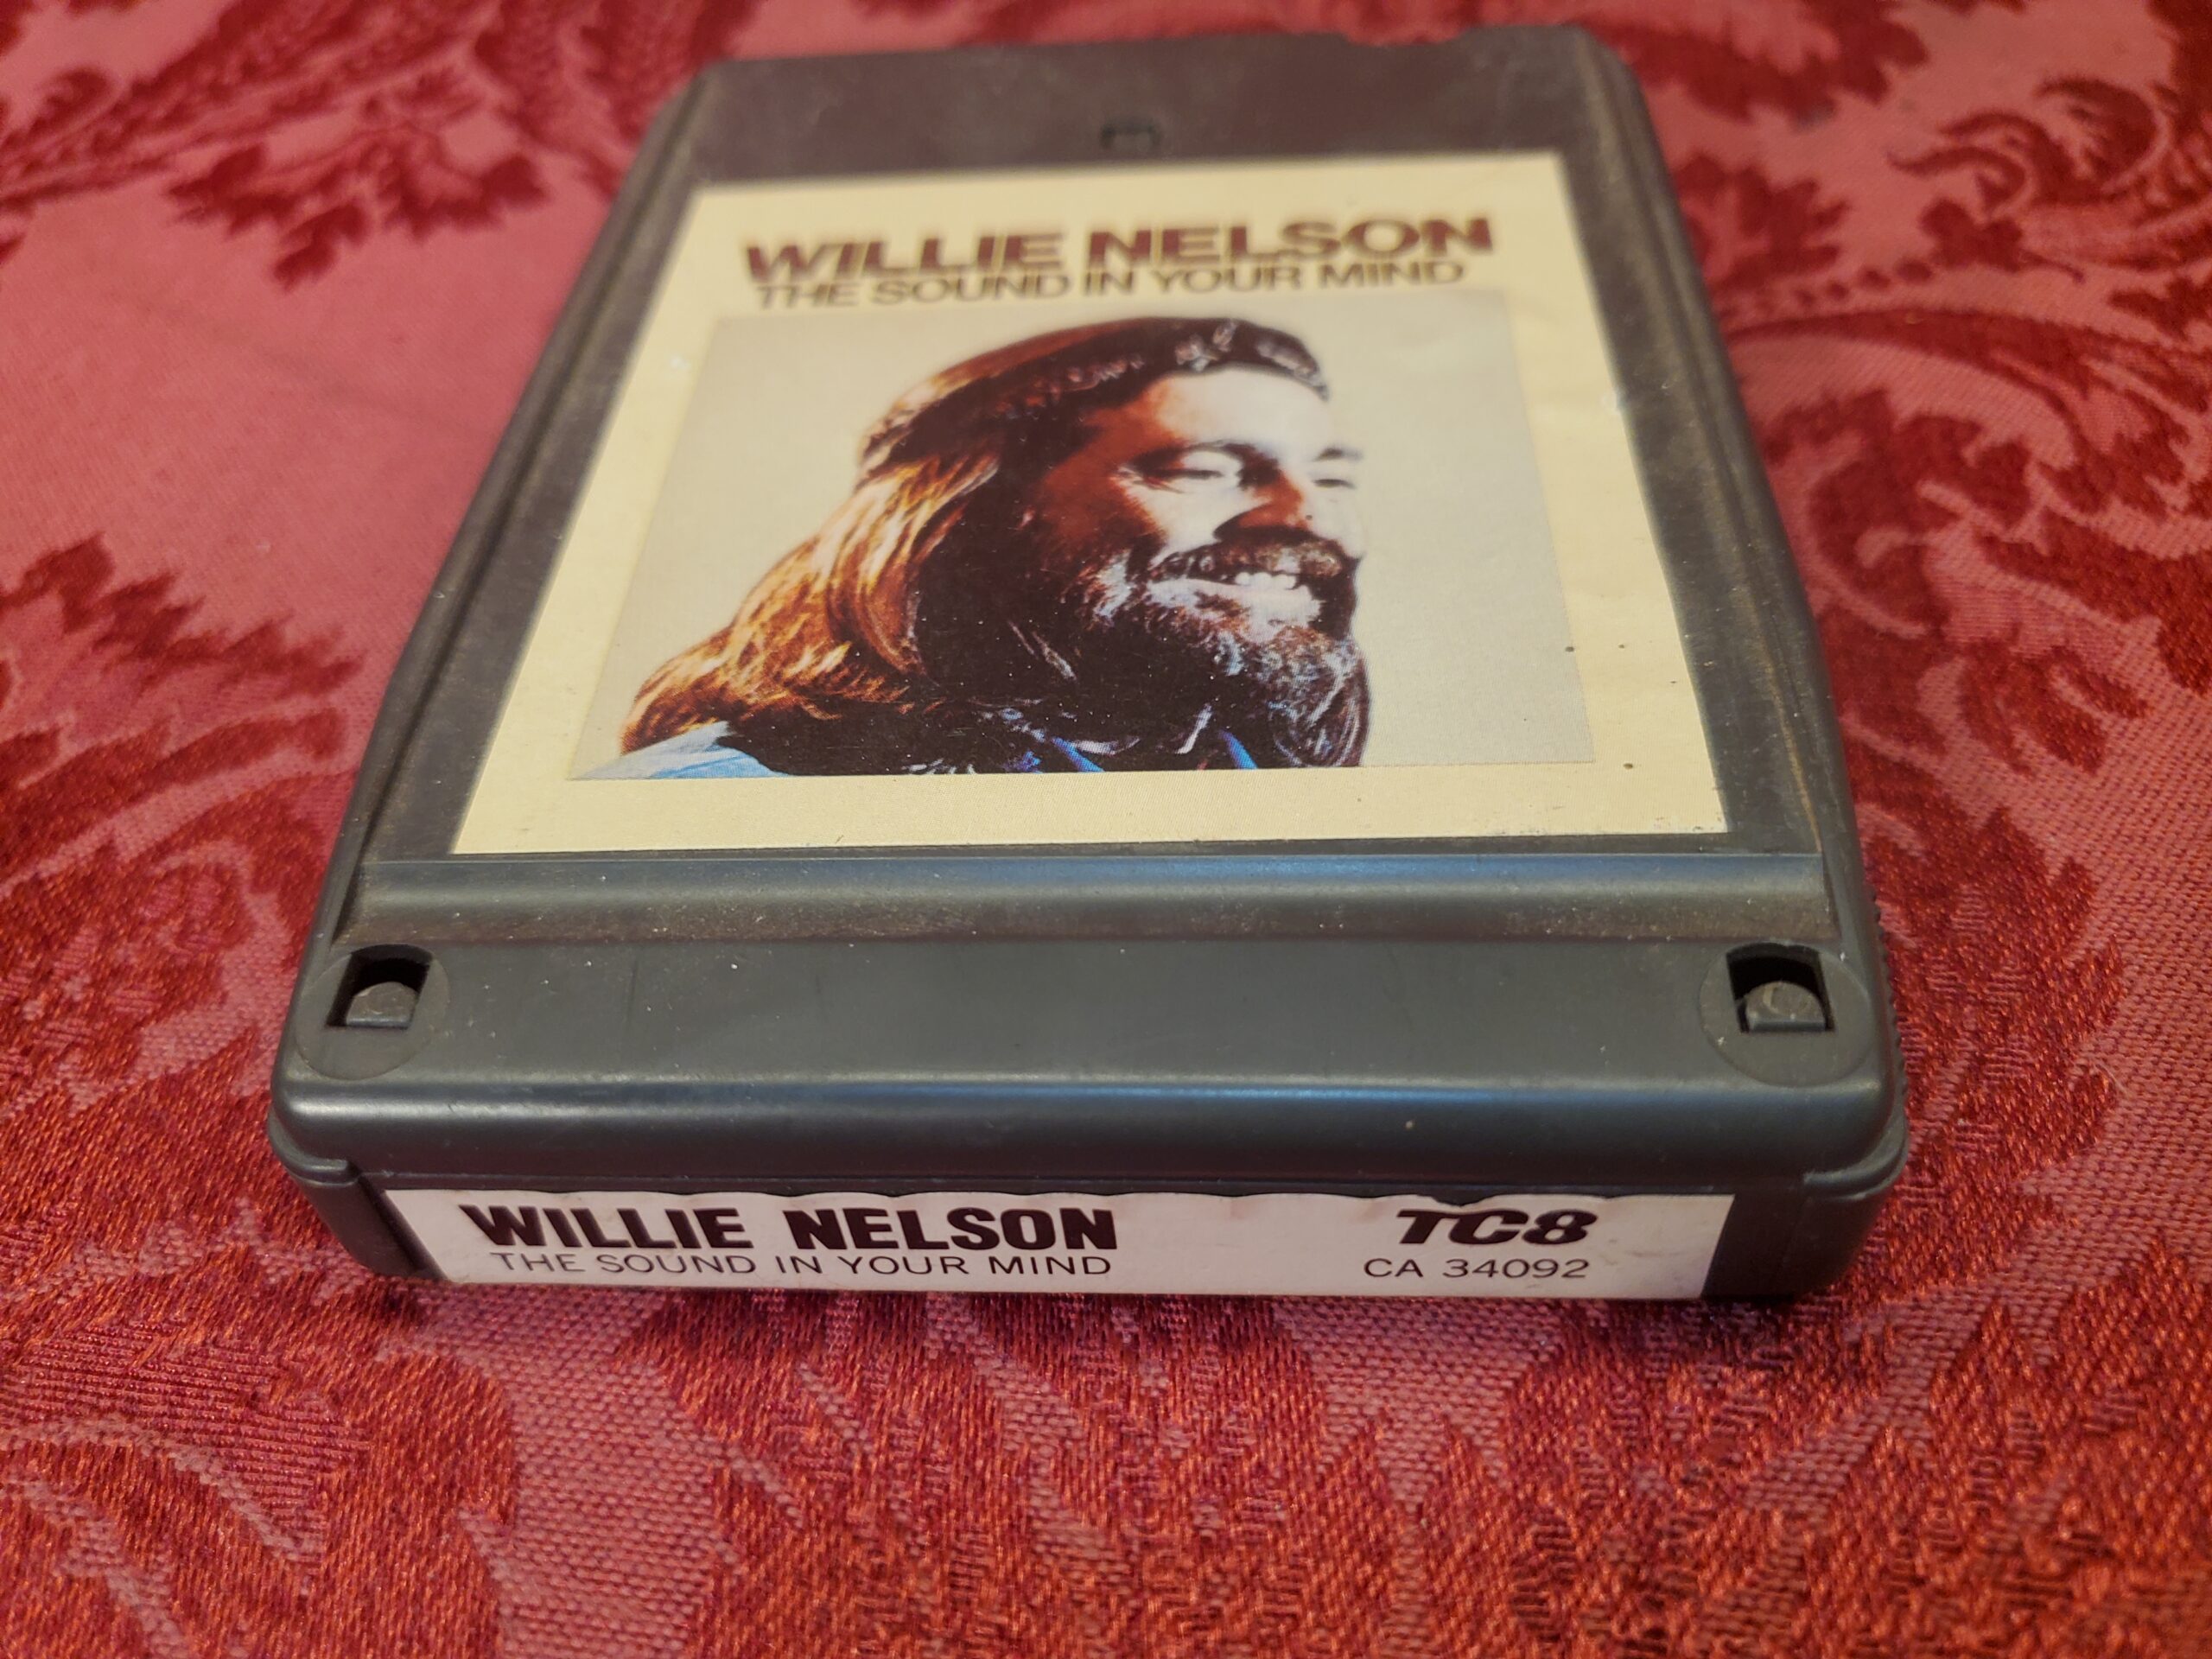 WILLIE NELSON
THE SOUND IN YOUR MIND
WILLIE NELSON
THE SOUND IN YOUR MIND
TC8
CA 34092